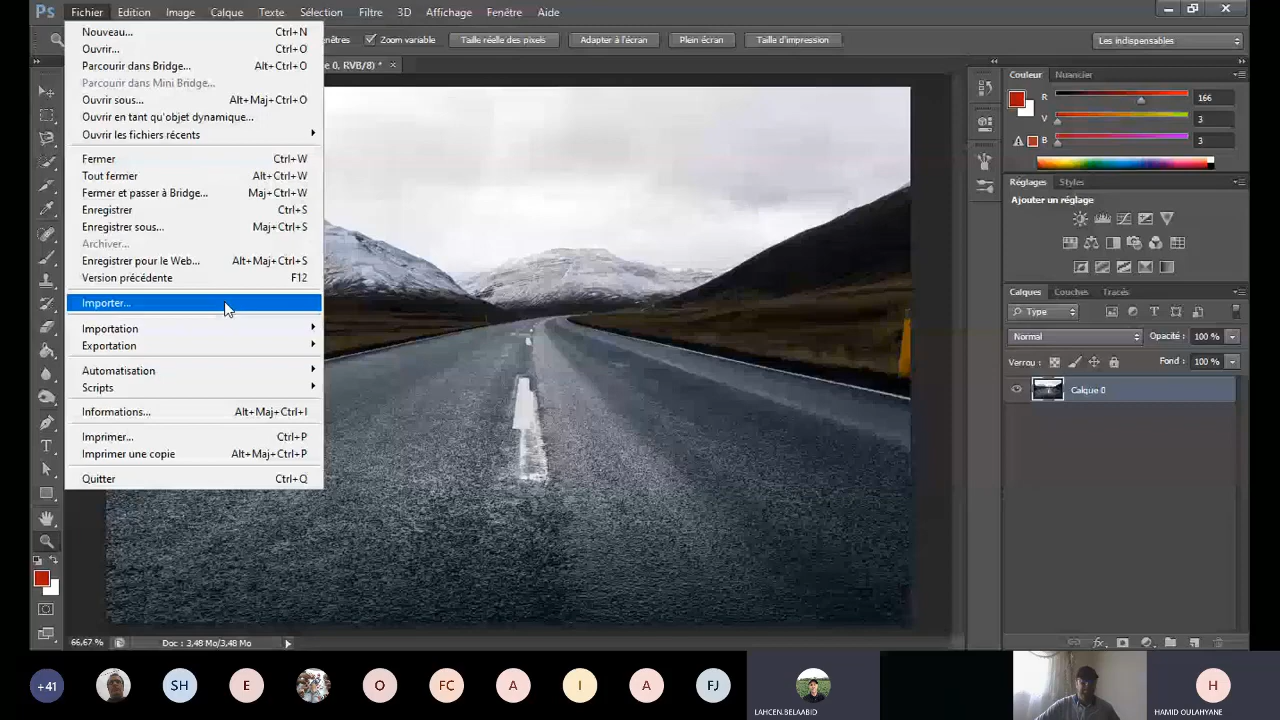 Ps Fichier Edition Image Calque Texte Sélection Filtre 3D Affichage Fenêtre Aide
nêtres Zoom variable Taille réelle des pixels Adapter à l'écran Plein écran Taille d'impression Les indispensables
e 0, RVB/8) * ×
Nouveau... Ctrl+N
Ouvrir... Ctrl+O
Parcourir dans Bridge... Alt+Ctrl+O
Parcourir dans Mini Bridge...
Ouvrir sous... Alt+Maj+Ctrl+O
Ouvrir en tant qu'objet dynamique...
Ouvrir les fichiers récents
Fermer Ctrl+W
Tout fermer Alt+Ctrl+W
Fermer et passer à Bridge... Maj+Ctrl+W
Enregistrer Ctrl+S
Enregistrer sous... Maj+Ctrl+S
Archiver...
Enregistrer pour le Web... Alt+Maj+Ctrl+S
Version précédente F12
Importer...
Importation
Exportation
Automatisation
Scripts
Informations... Alt+Maj+Ctrl+I
Imprimer... Ctrl+P
Imprimer une copie Alt+Maj+Ctrl+P
Quitter Ctrl+Q
Couleur Nuancier
R 166
V 3
B 3
Réglages Styles
Ajouter un réglage
Calques Couches Tracés
Type
Normal Opacité : 100 %
Verrou : Fond : 100 %
Calque 0
66,67 % Doc : 3,48 Mo/3,48 Mo
+41 SH E O FC A I A FJ H
LAHCEN.BELAABID HAMID OULAHYANE